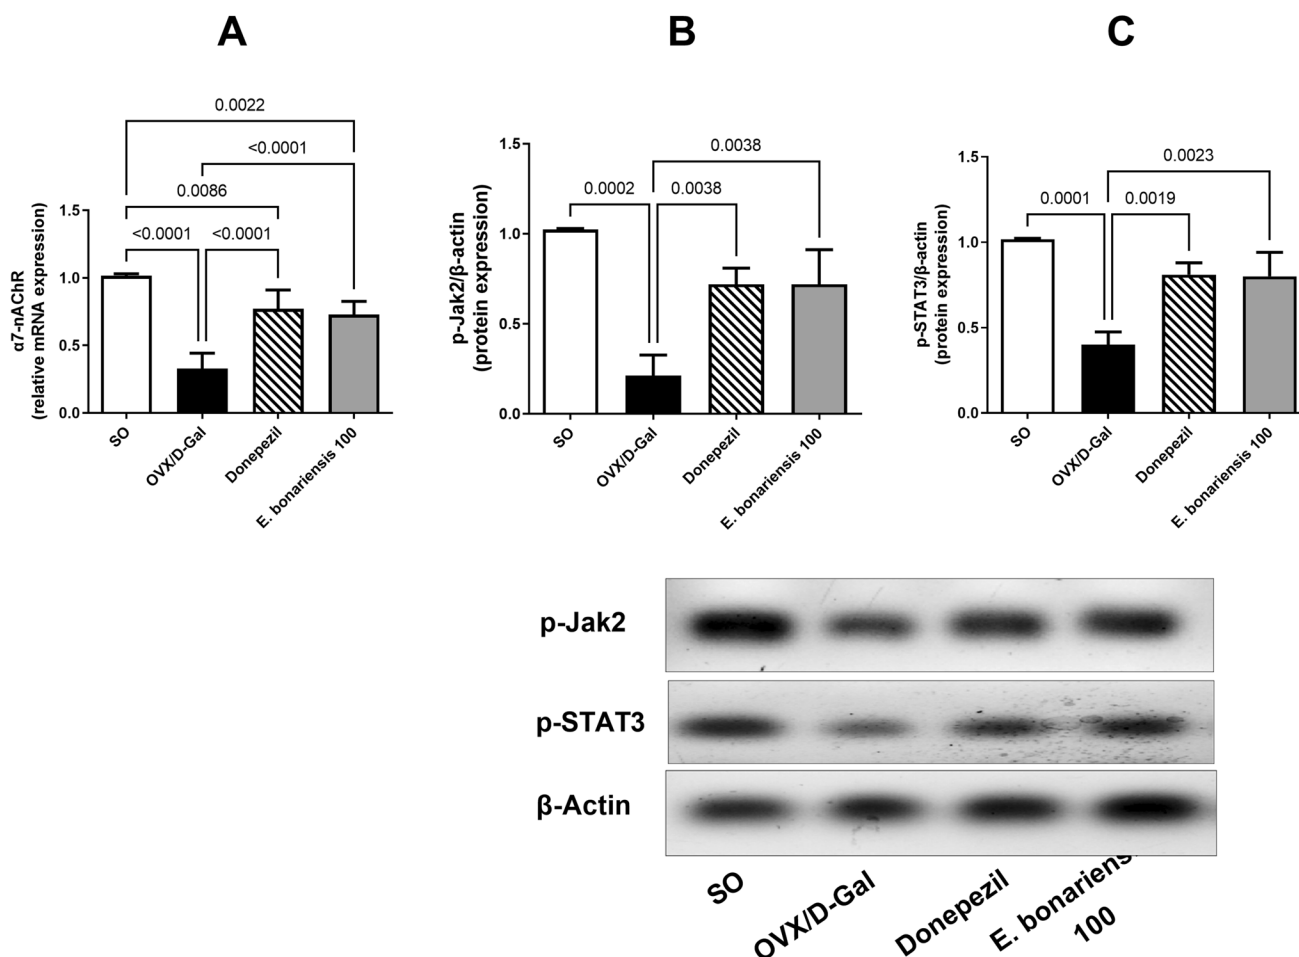 A
B
C
0.0022
<0.0001
0.0086
<0.0001
<0.0001
α7-nAChR
(relative mRNA expression)
1.5
1.0
0.5
0.0
SO
OVX/D-Gal
Donepezil
E. bonariensis 100
0.0038
0.0002
0.0038
p-Jak2/β-actin
(protein expression)
1.5
1.0
0.5
0.0
SO
OVX/D-Gal
Donepezil
E. bonariensis 100
0.0023
0.0001
0.0019
p-STAT3/β-actin
(protein expression)
1.5
1.0
0.5
0.0
SO
OVX/D-Gal
Donepezil
E. bonariensis 100
p-Jak2
p-STAT3
β-Actin
SO
OVX/D-Gal
Donepezil
E. bonariens
100